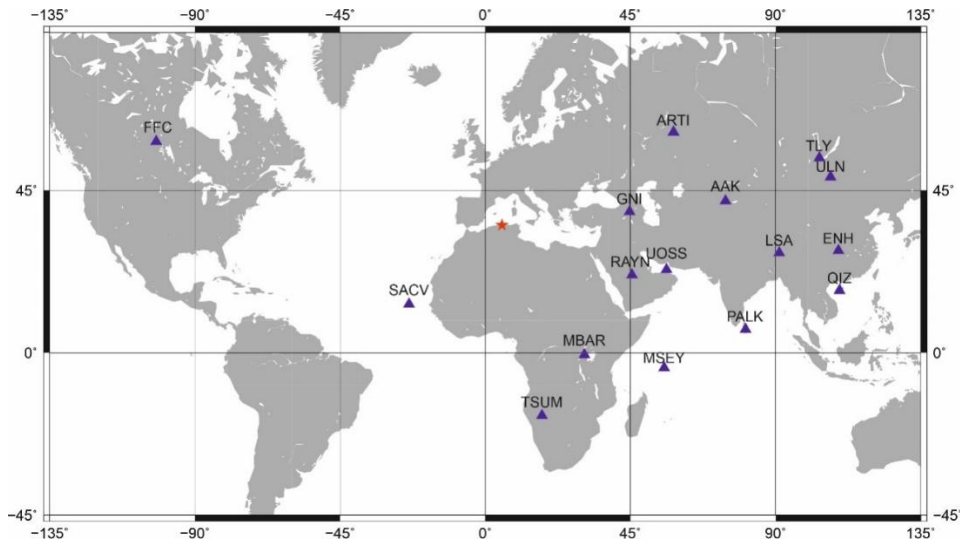 −135˚ −90˚ −45˚ 0˚ 45˚ 90˚ 135˚
FFC
ARTI
TLY
ULN
45˚ 45˚
AAK
GNI
LSA ENH
UOSS
RAYN
QIZ
SACV
PALK
MBAR
0˚ 0˚
MSEY
TSUM
−45˚ −45˚
−135˚ −90˚ −45˚ 0˚ 45˚ 90˚ 135˚